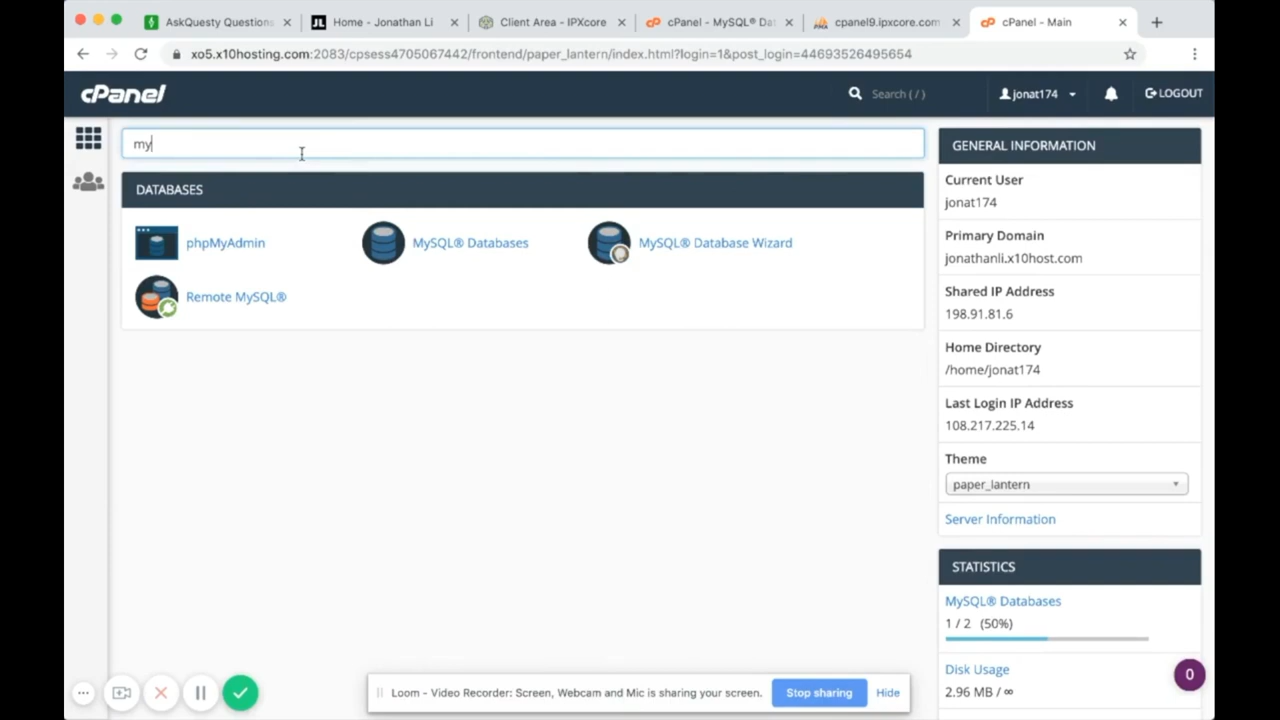 AskQuesty Questions
Home - Jonathan Li
Client Area - IPXcore
cPanel - MySQL® Dat
cpanel9.ipxcore.com
cPanel - Main
xo5.x10hosting.com:2083/cpsess4705067442/frontend/paper_lantern/index.html?login=1&post_login=44693526495654
cPanel
Search ( / )
jonat174
LOGOUT
my
DATABASES
phpMyAdmin
MySQL® Databases
MySQL® Database Wizard
Remote MySQL®
GENERAL INFORMATION
Current User
jonat174
Primary Domain
jonathanli.x10host.com
Shared IP Address
198.91.81.6
Home Directory
/home/jonat174
Last Login IP Address
108.217.225.14
Theme
paper_lantern
Server Information
STATISTICS
MySQL® Databases
1 / 2 (50%)
Disk Usage
2.96 MB / ∞
0
Loom - Video Recorder: Screen, Webcam and Mic is sharing your screen.
Stop sharing
Hide